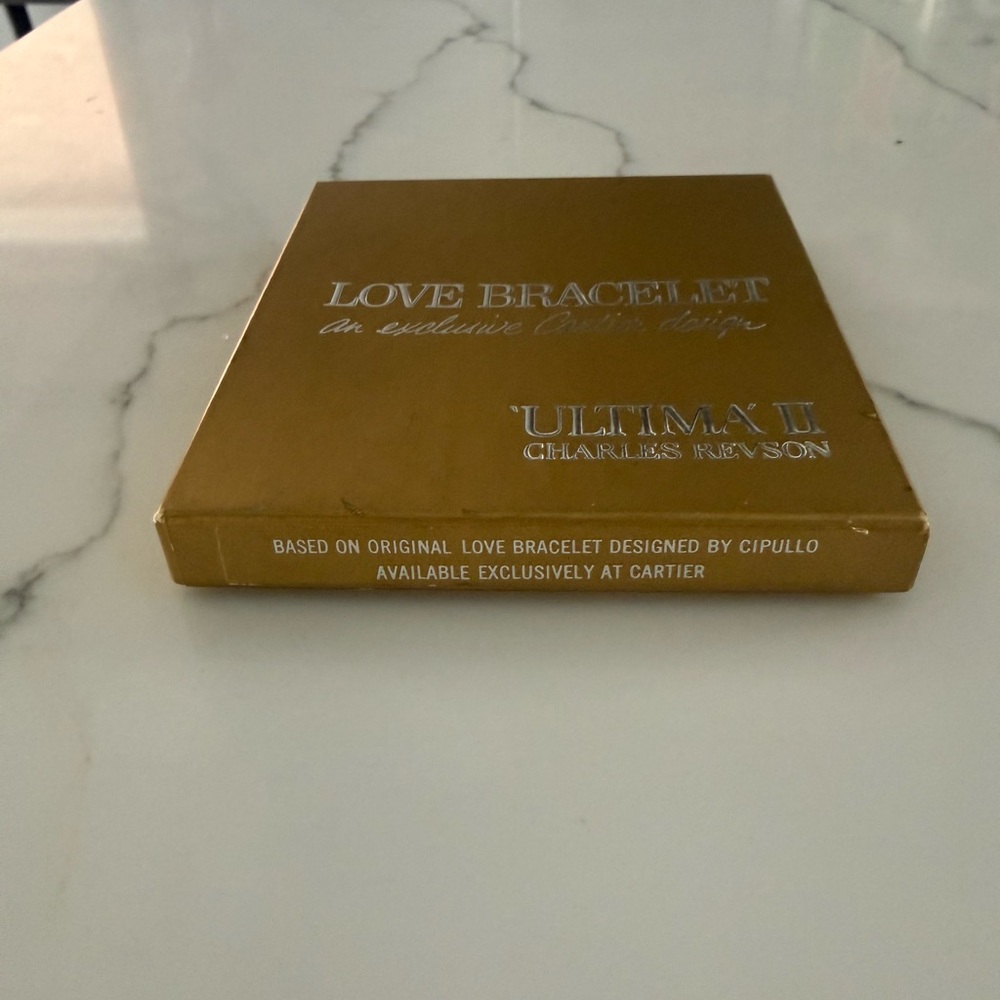 LOVE BRACELET
an exclusive Cartier design
'ULTIMA' II
CHARLES REVSON
BASED ON ORIGINAL LOVE BRACELET DESIGNED BY CIPULLO
AVAILABLE EXCLUSIVELY AT CARTIER